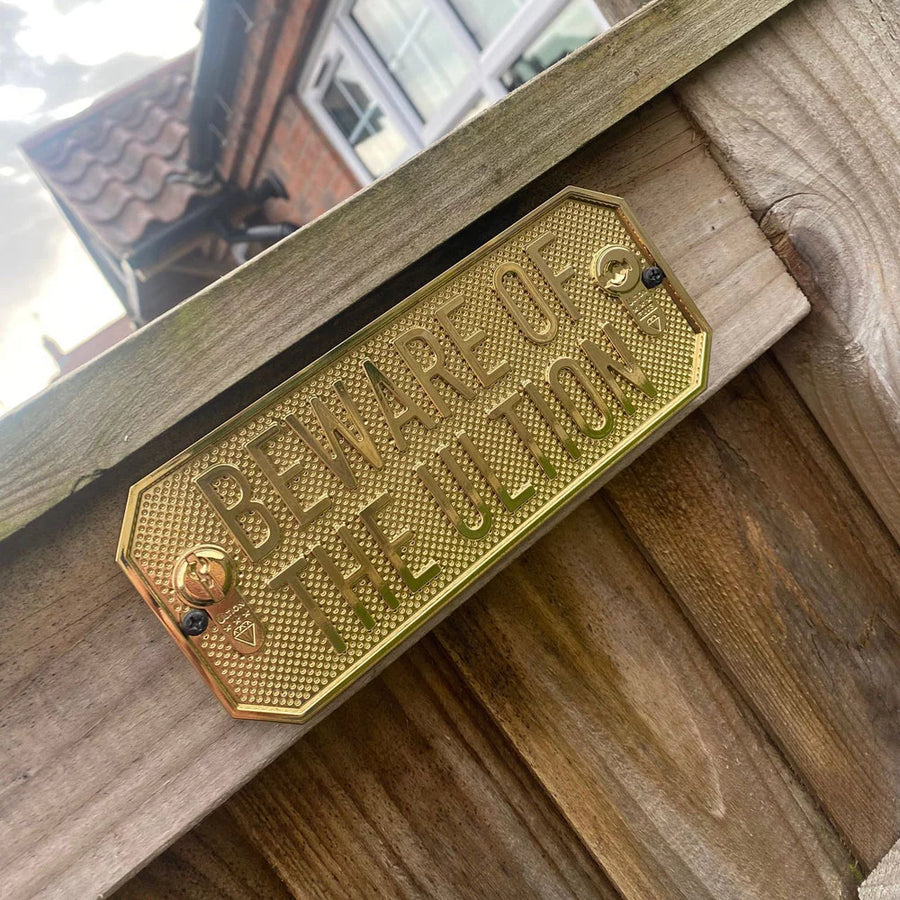 BEWARE OF
THE ULTION